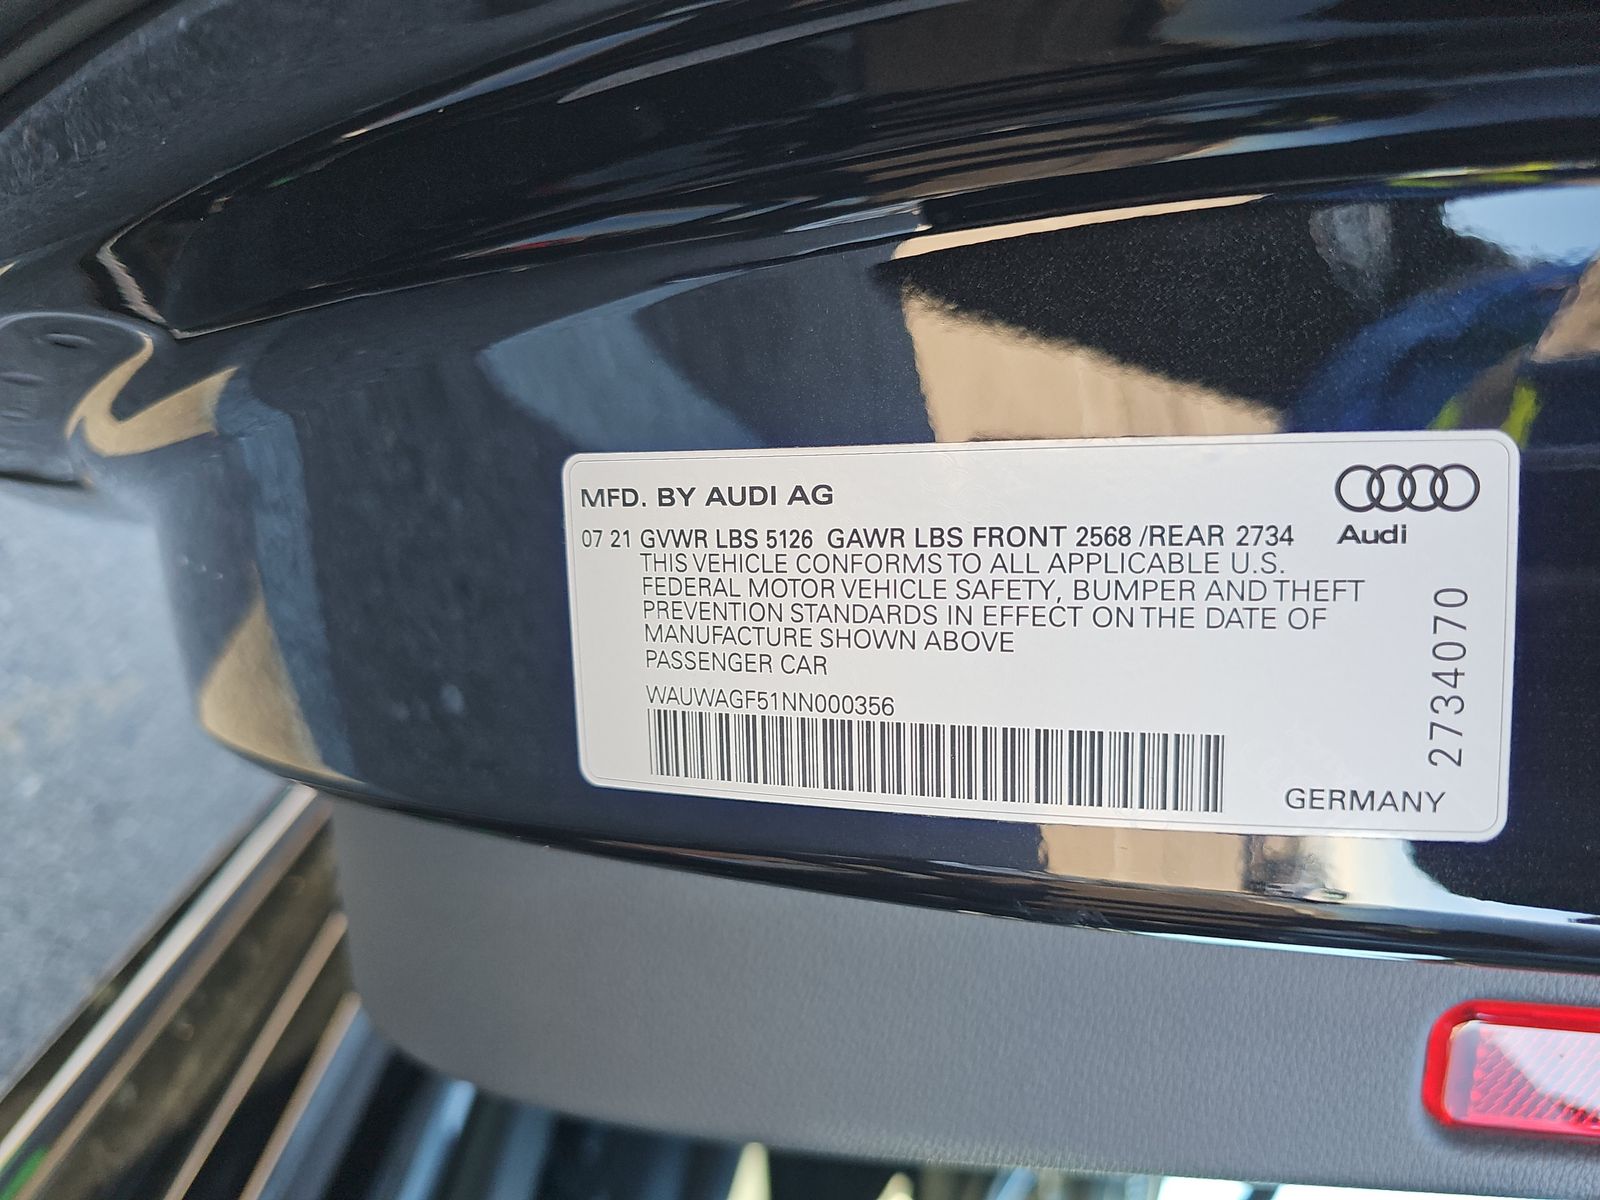 MFD. BY AUDI AG
Audi
07 21 GVWR LBS 5126 GAWR LBS FRONT 2568 /REAR 2734
THIS VEHICLE CONFORMS TO ALL APPLICABLE U.S.
FEDERAL MOTOR VEHICLE SAFETY, BUMPER AND THEFT
PREVENTION STANDARDS IN EFFECT ON THE DATE OF
MANUFACTURE SHOWN ABOVE
PASSENGER CAR
WAUWAGF51NN000356
2734070
GERMANY